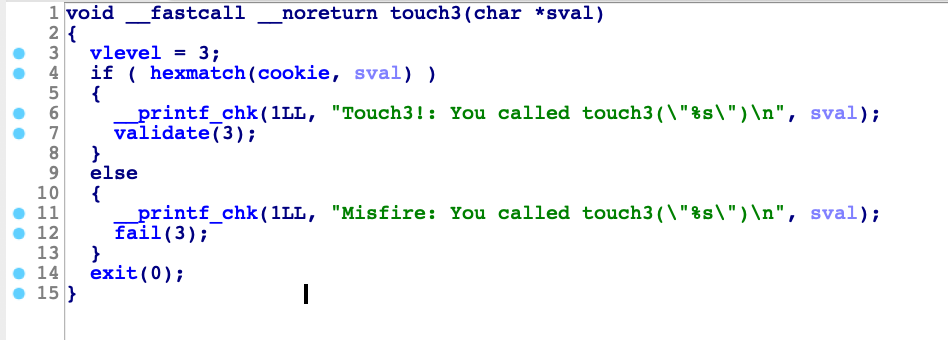 1 void __fastcall __noreturn touch3(char *sval)
2 {
3   vlevel = 3;
4   if ( hexmatch(cookie, sval) )
5   {
6     __printf_chk(1LL, "Touch3!: You called touch3(\"%s\")\n", sval);
7     validate(3);
8   }
9   else
10   {
11     __printf_chk(1LL, "Misfire: You called touch3(\"%s\")\n", sval);
12     fail(3);
13   }
14   exit(0);
15 }